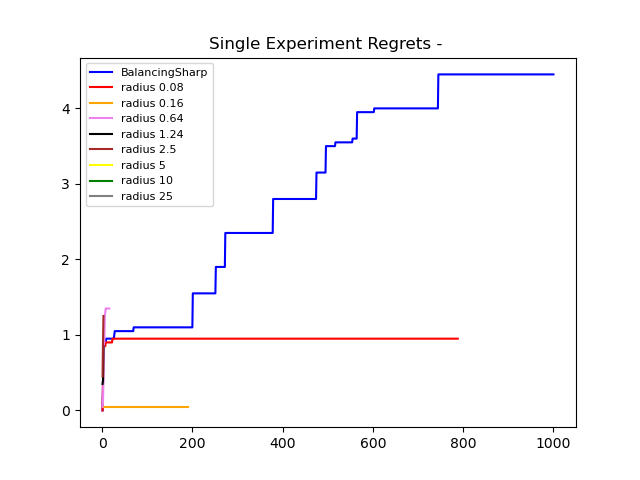 Single Experiment Regrets -
BalancingSharp
radius 0.08
radius 0.16
radius 0.64
radius 1.24
radius 2.5
radius 5
radius 10
radius 25
4
3
2
1
0
0 200 400 600 800 1000